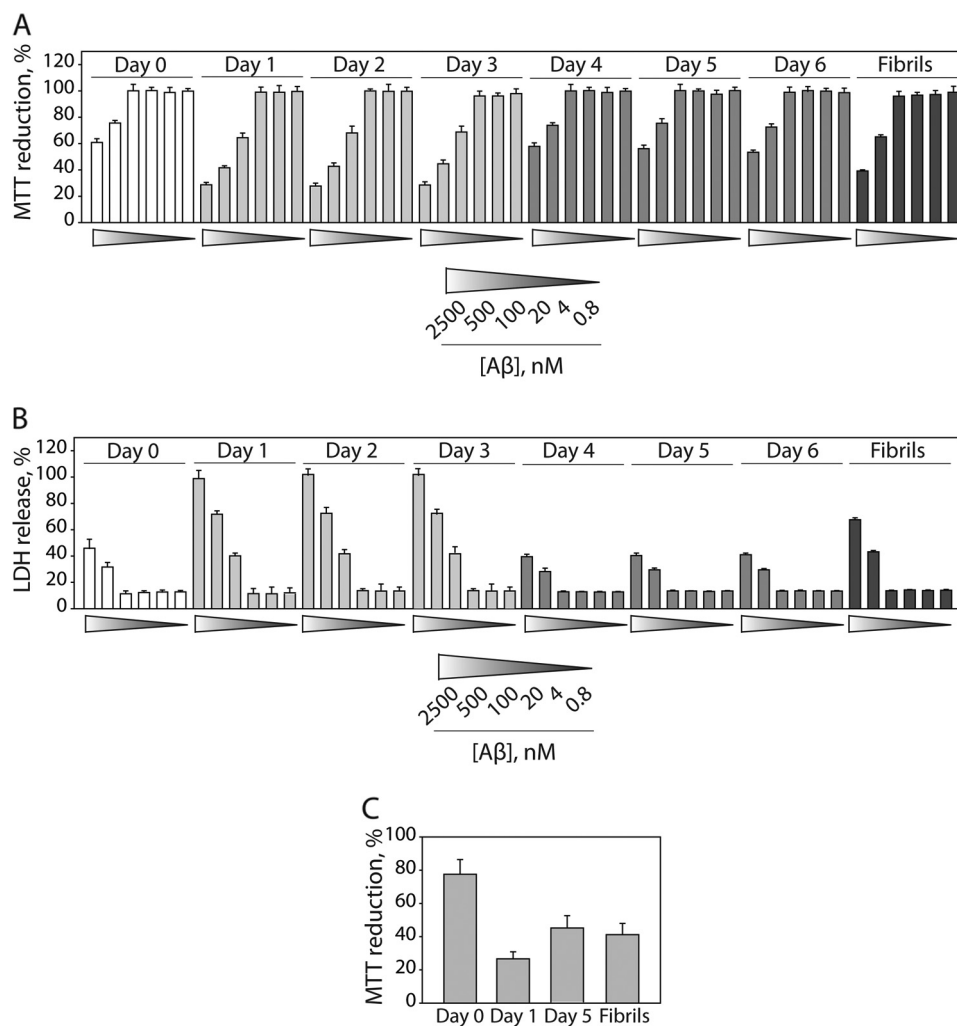 A
MTT reduction, %
120
100
80
60
40
20
0
Day 0 Day 1 Day 2 Day 3 Day 4 Day 5 Day 6 Fibrils
2500 500 100 20 4 0.8
[Aβ], nM
B
LDH release, %
120
100
80
60
40
20
0
Day 0 Day 1 Day 2 Day 3 Day 4 Day 5 Day 6 Fibrils
2500 500 100 20 4 0.8
[Aβ], nM
C
MTT reduction, %
100
80
60
40
20
0
Day 0 Day 1 Day 5 Fibrils